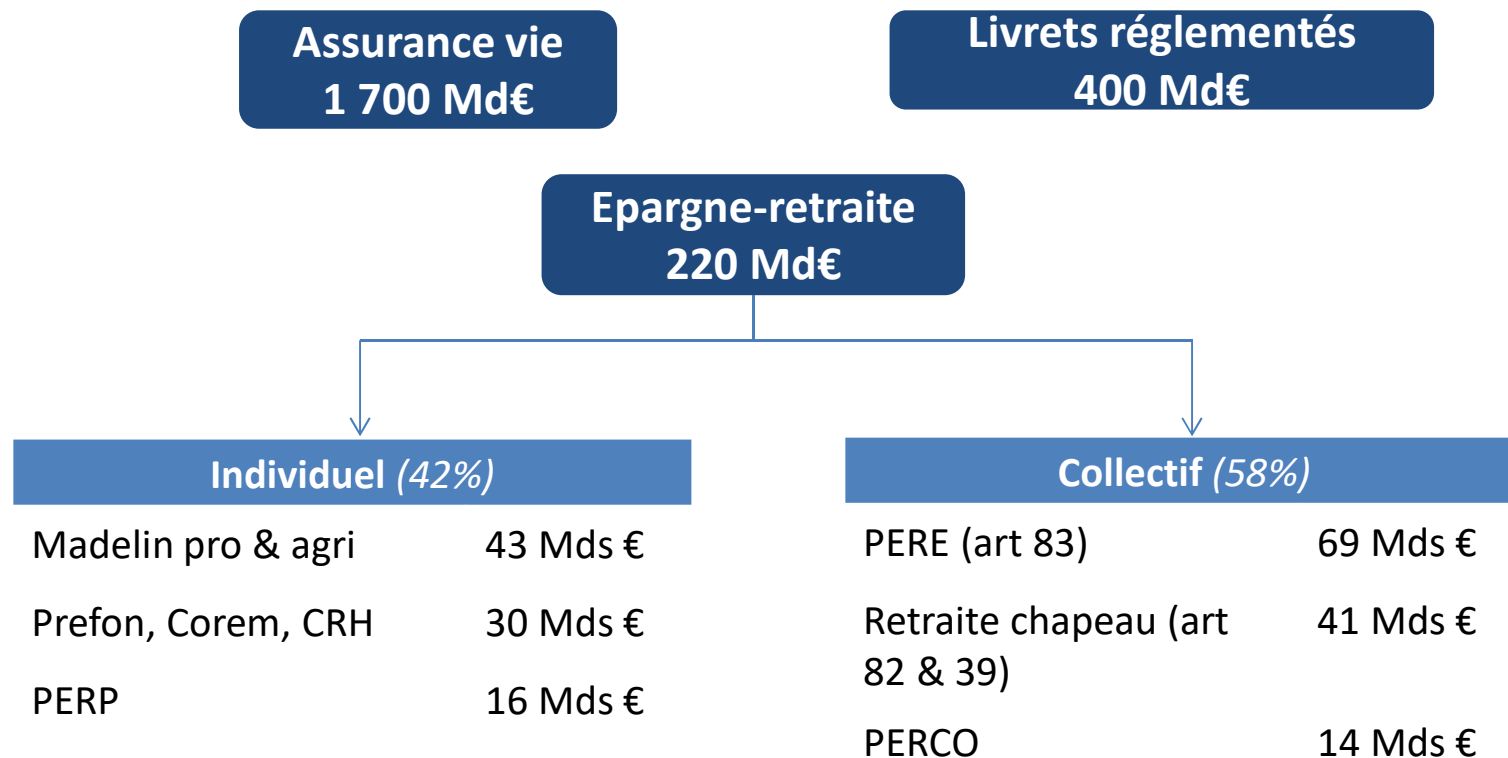 Assurance vie
1 700 Md€
Livrets réglementés
400 Md€
Epargne-retraite
220 Md€
Individuel (42%)
Madelin pro & agri 43 Mds €
Prefon, Corem, CRH 30 Mds €
PERP 16 Mds €
Collectif (58%)
PERE (art 83) 69 Mds €
Retraite chapeau (art 41 Mds €
82 & 39)
PERCO 14 Mds €